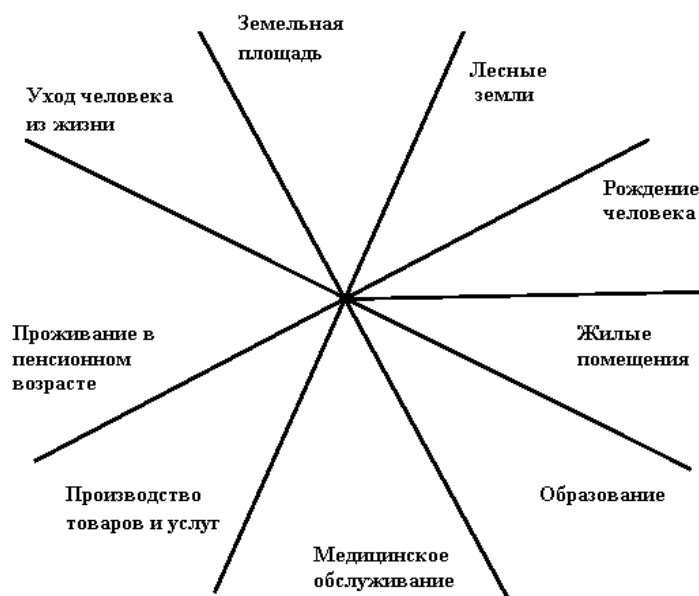 Земельная
площадь
Лесные
земли
Уход человека
из жизни
Рождение
человека
Проживание в
пенсионном
возрасте
Жилые
помещения
Производство
товаров и услуг
Образование
Медицинское
обслуживание